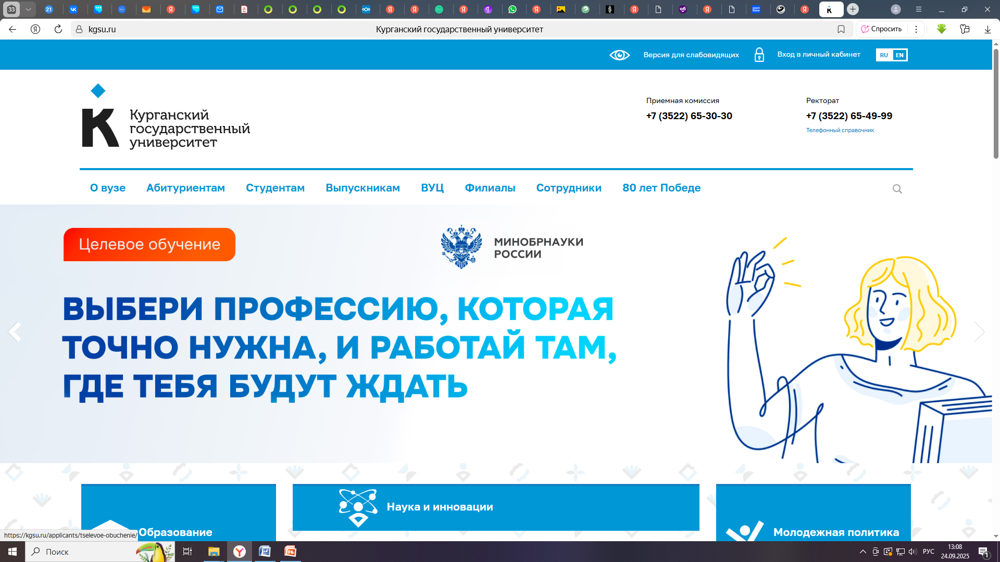 33
21
kgsu.ru
Курганский государственный университет
Спросить
Версия для слабовидящих
Вход в личный кабинет
RU EN
Курганский
государственный
университет
Приемная комиссия
+7 (3522) 65-30-30
Ректорат
+7 (3522) 65-49-99
Телефонный справочник
О вузе
Абитуриентам
Студентам
Выпускникам
ВУЦ
Филиалы
Сотрудники
80 лет Победе
Целевое обучение
МИНОБРНАУКИ
РОССИИ
ВЫБЕРИ ПРОФЕССИЮ, КОТОРАЯ
ТОЧНО НУЖНА, И РАБОТАЙ ТАМ,
ГДЕ ТЕБЯ БУДУТ ЖДАТЬ
Образование
Наука и инновации
Молодежная политика
https://kgsu.ru/applicants/tselevoe-obuchenie/
Поиск
РУС
13:08
24.09.2025
1